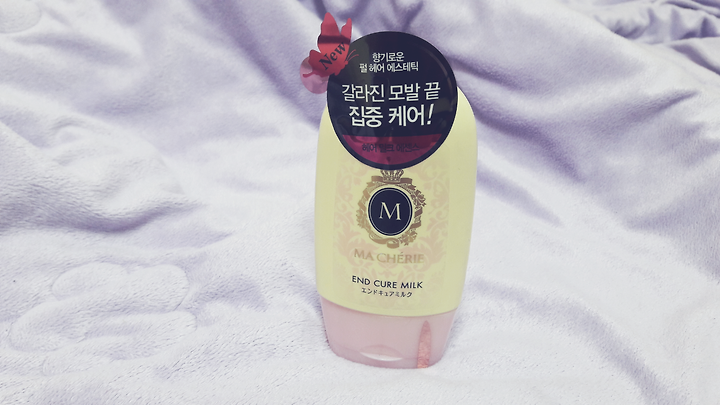 New
향기로운
펄 헤어 에스테틱
갈라진 모발 끝
집중 케어!
M
MA CHÉRIE
END CURE MILK
エンドキュアミルク